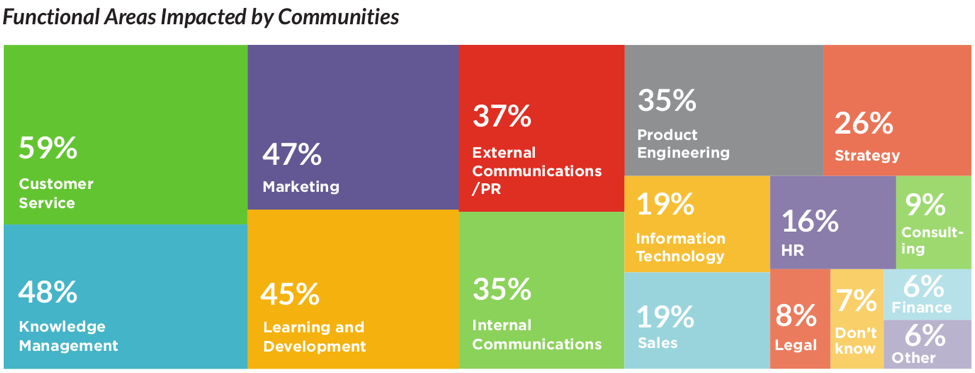 Functional Areas Impacted by Communities
59%
Customer
Service
48%
Knowledge
Management
47%
Marketing
45%
Learning and
Development
37%
External
Communications
/PR
35%
Internal
Communications
35%
Product
Engineering
26%
Strategy
19%
Information
Technology
16%
HR
9%
Consult-
ing
19%
Sales
8%
Legal
7%
Don't
know
6%
Finance
6%
Other